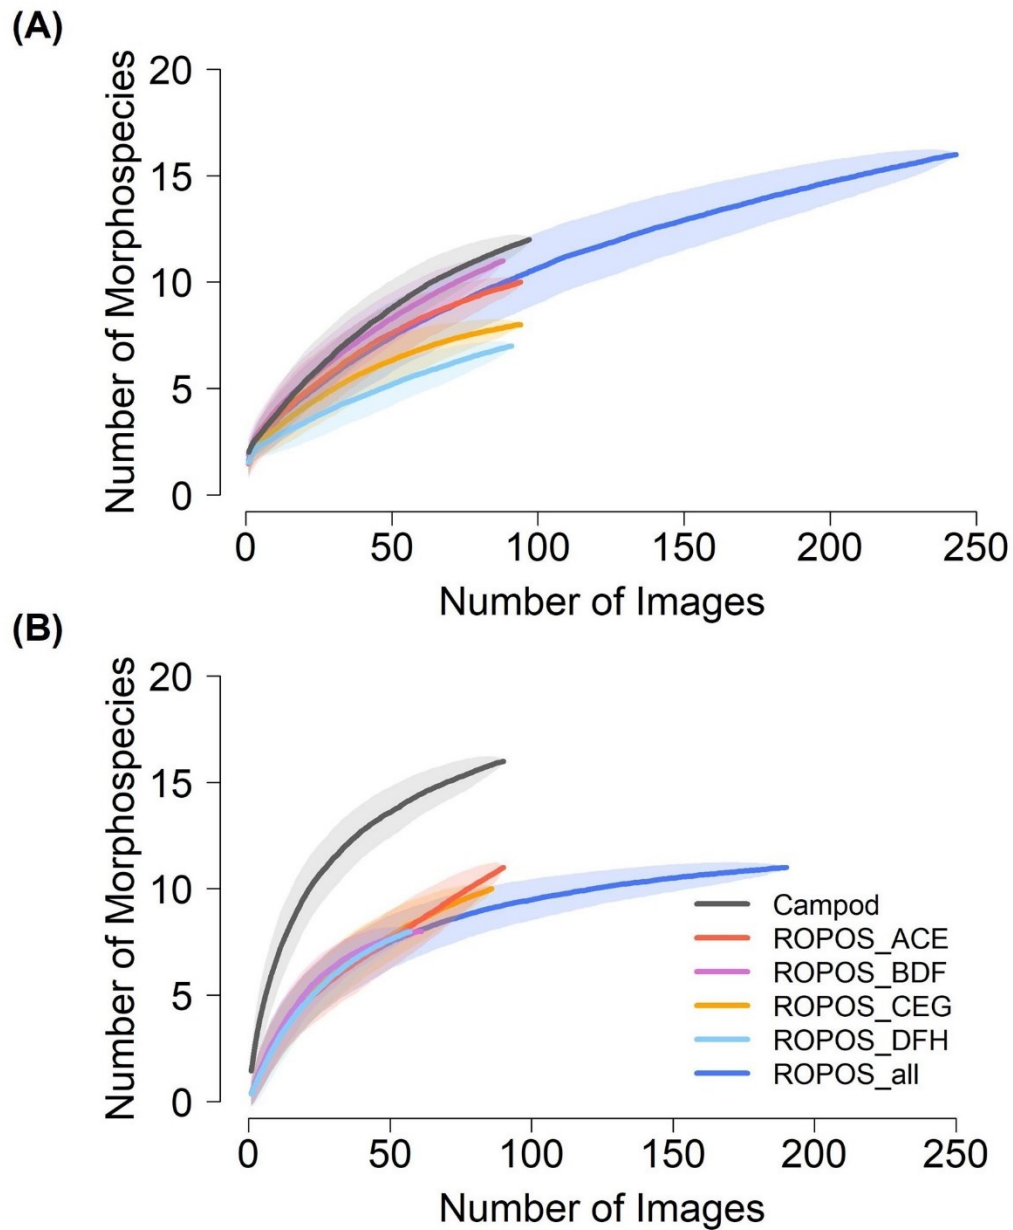 (A)
Number of Morphospecies
20
15
10
5
0
0 50 100 150 200 250
Number of Images
(B)
Number of Morphospecies
20
15
10
5
0
Campod
ROPOS_ACE
ROPOS_BDF
ROPOS_CEG
ROPOS_DFH
ROPOS_all
0 50 100 150 200 250
Number of Images